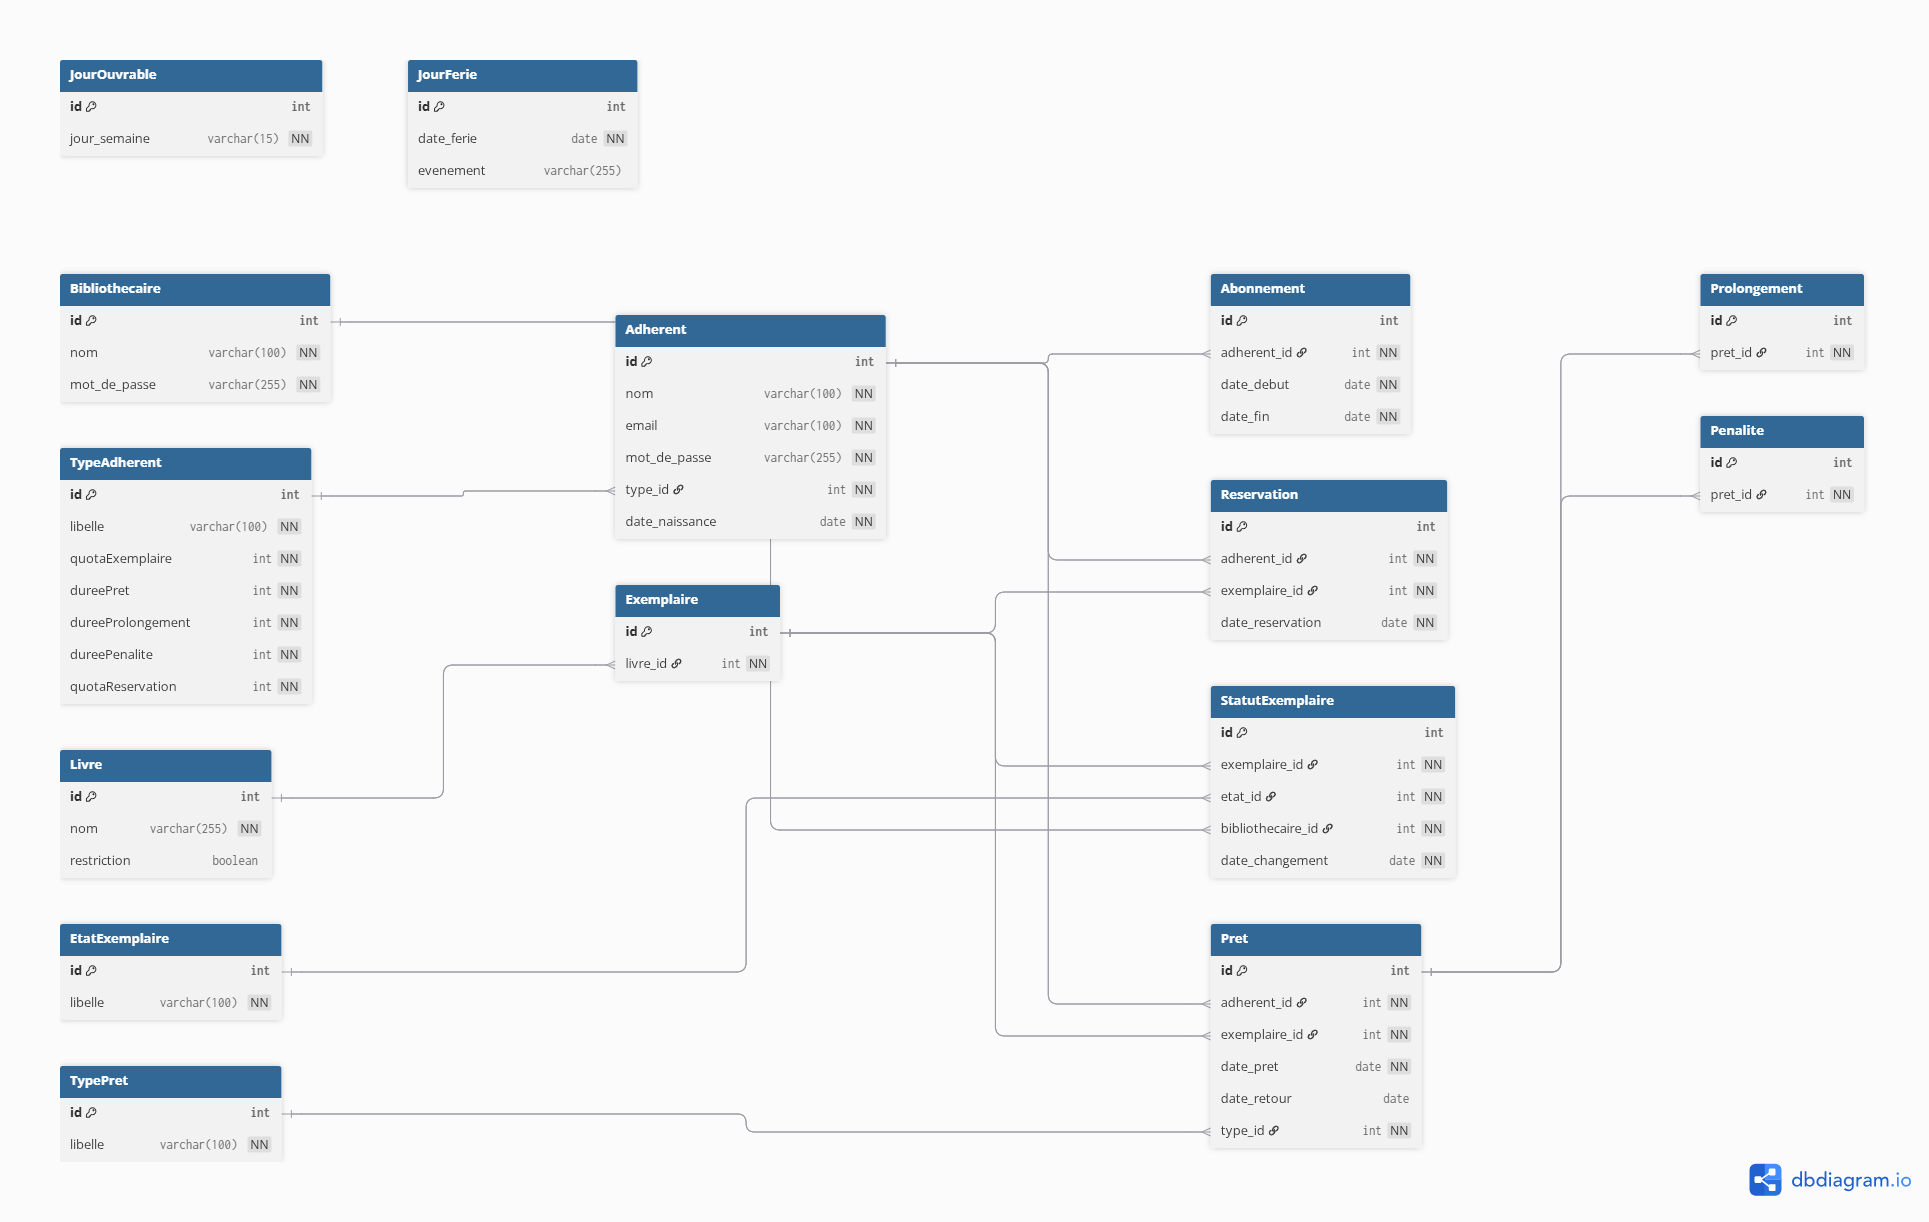 JourOuvrable
id int
jour_semaine varchar(15) NN
JourFerie
id int
date_ferie date NN
evenement varchar(255)
Bibliothecaire
id int
nom varchar(100) NN
mot_de_passe varchar(255) NN
TypeAdherent
id int
libelle varchar(100) NN
quotaExemplaire int NN
dureePret int NN
dureeProlongement int NN
dureePenalite int NN
quotaReservation int NN
Livre
id int
nom varchar(255) NN
restriction boolean
EtatExemplaire
id int
libelle varchar(100) NN
TypePret
id int
libelle varchar(100) NN
Adherent
id int
nom varchar(100) NN
email varchar(100) NN
mot_de_passe varchar(255) NN
type_id int NN
date_naissance date NN
Exemplaire
id int
livre_id int NN
Abonnement
id int
adherent_id int NN
date_debut date NN
date_fin date NN
Reservation
id int
adherent_id int NN
exemplaire_id int NN
date_reservation date NN
StatutExemplaire
id int
exemplaire_id int NN
etat_id int NN
bibliothecaire_id int NN
date_changement date NN
Pret
id int
adherent_id int NN
exemplaire_id int NN
date_pret date NN
date_retour date
type_id int NN
Prolongement
id int
pret_id int NN
Penalite
id int
pret_id int NN
dbdiagram.io